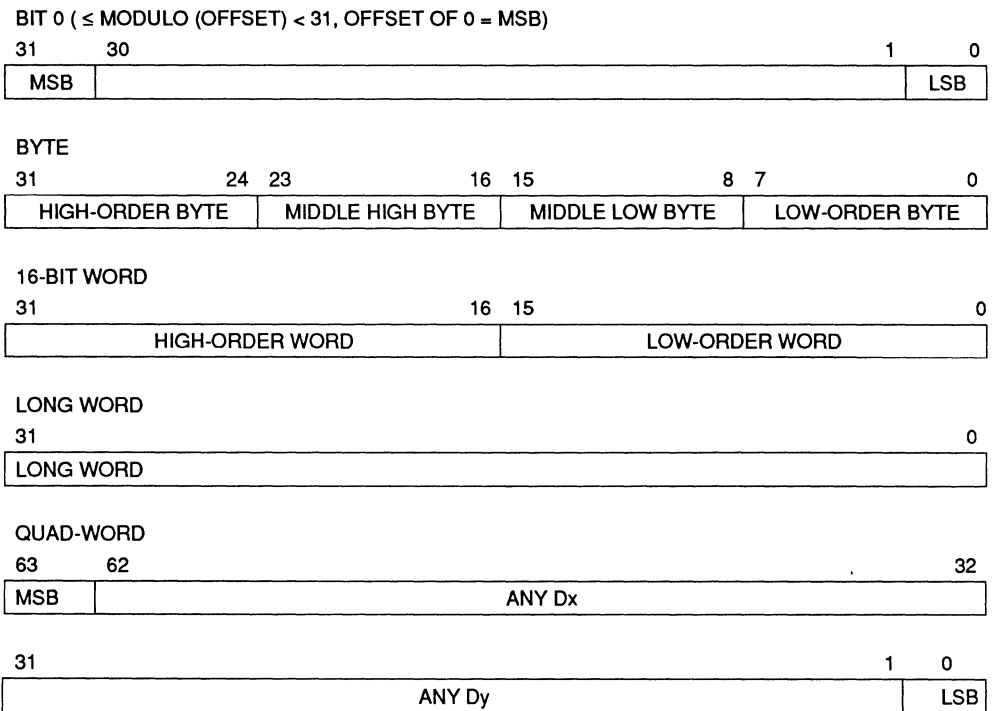 BIT 0 ( ≤ MODULO (OFFSET) < 31, OFFSET OF 0 = MSB)
31 30 1 0
MSB LSB
BYTE
31 24 23 16 15 8 7 0
HIGH-ORDER BYTE MIDDLE HIGH BYTE MIDDLE LOW BYTE LOW-ORDER BYTE
16-BIT WORD
31 16 15 0
HIGH-ORDER WORD LOW-ORDER WORD
LONG WORD
31 0
LONG WORD
QUAD-WORD
63 62 32
MSB ANY Dx
31 1 0
ANY Dy LSB